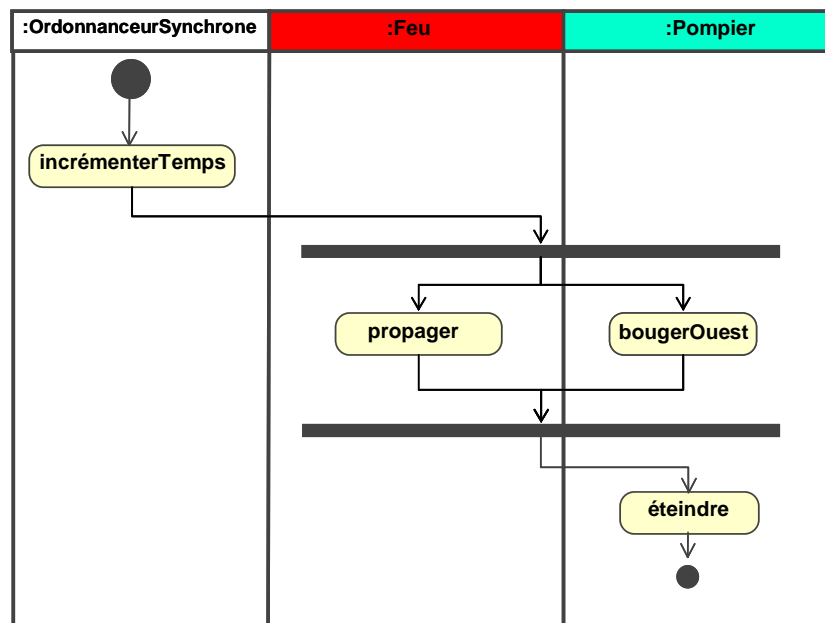 :OrdonnanceurSynchrone
:Feu
:Pompier
incrémenterTemps
propager
bougerOuest
éteindre